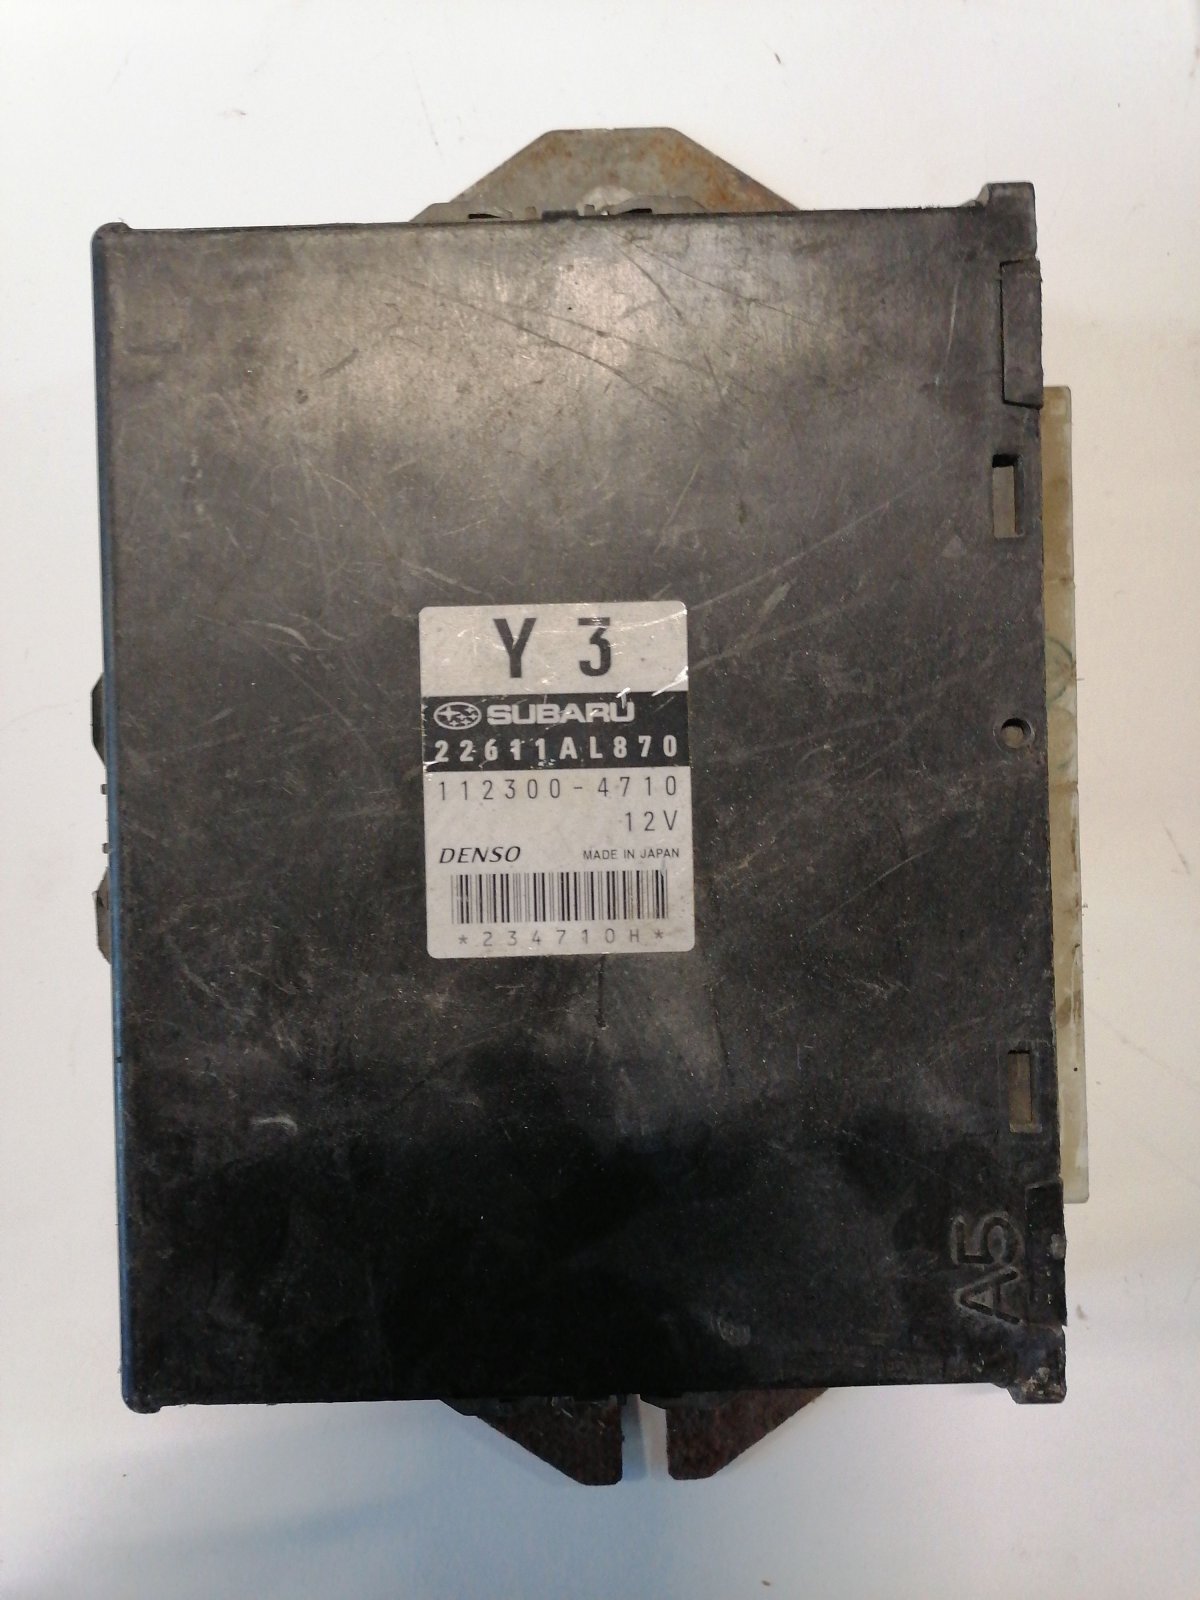 Y 3
SUBARU
22611AL870
112300-4710
12V
DENSO MADE IN JAPAN
*234710H*
A5